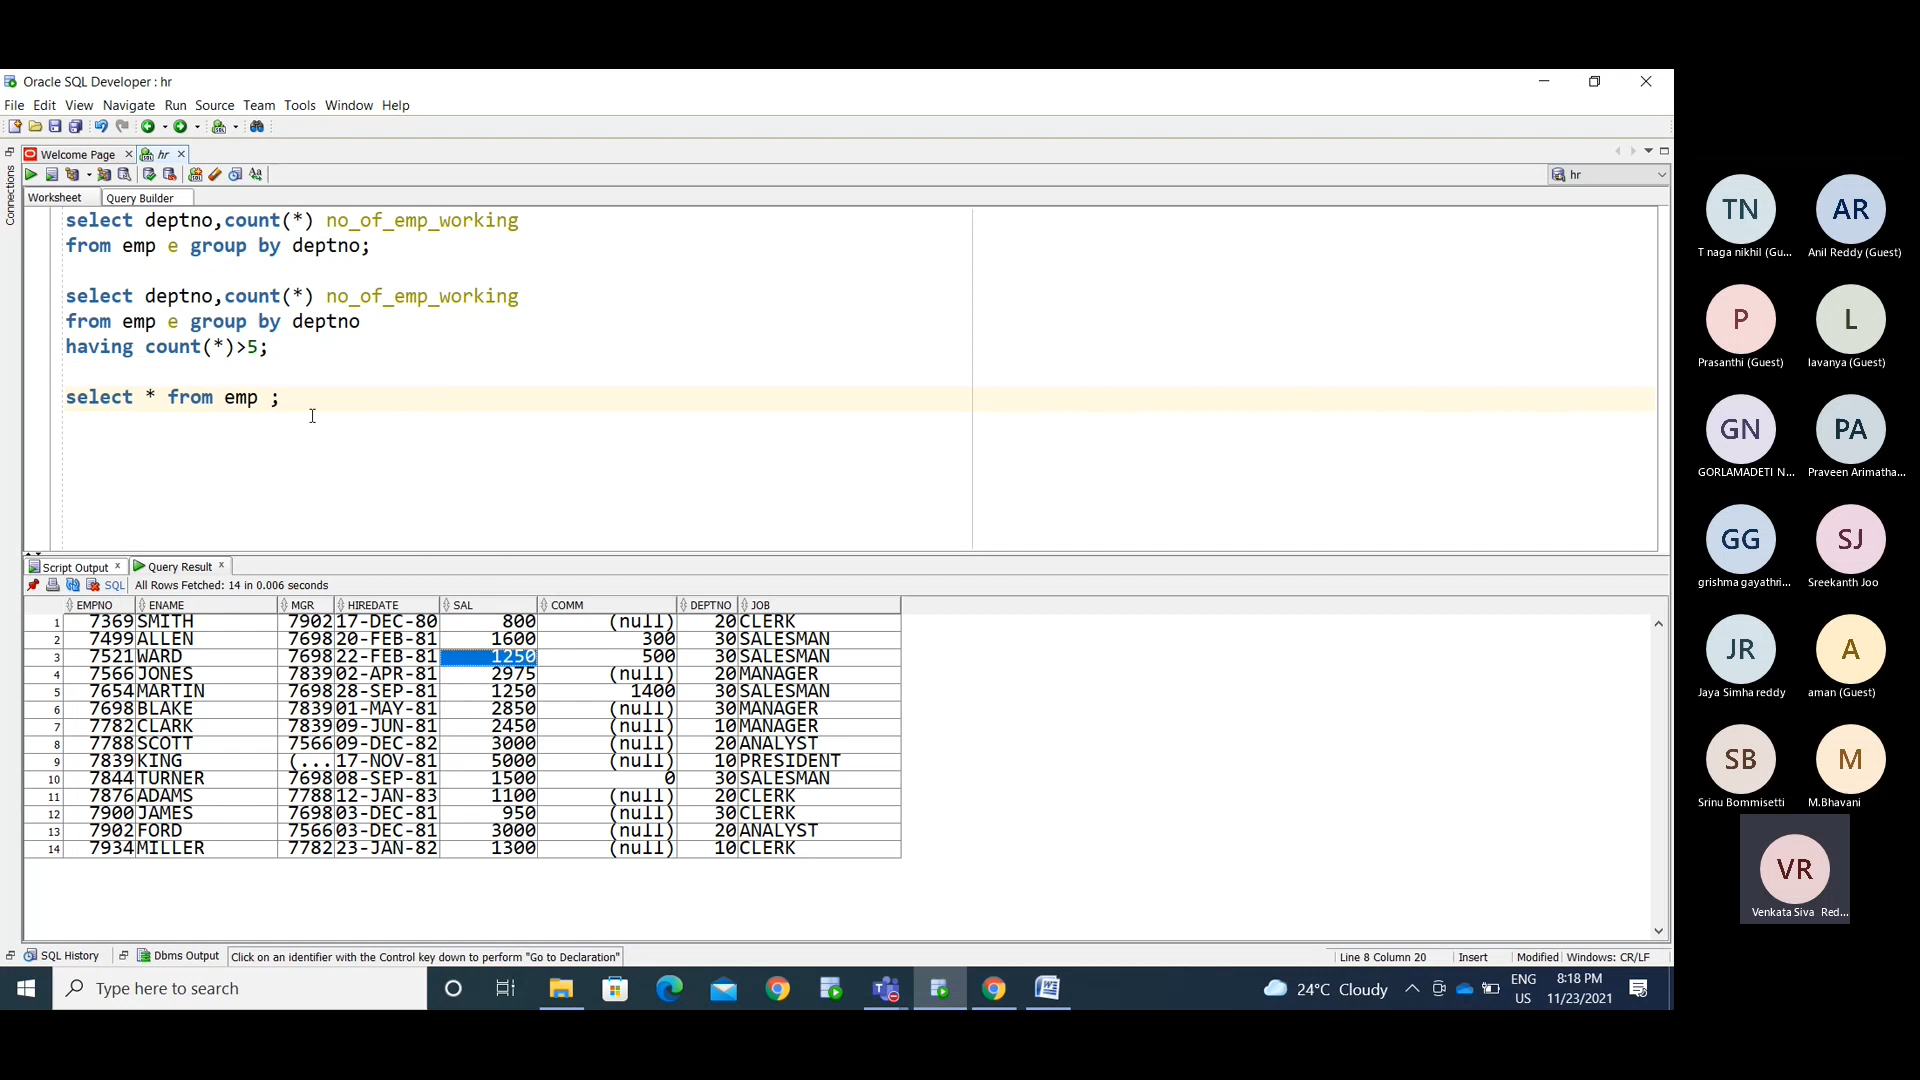 Oracle SQL Developer : hr
File Edit View Navigate Run Source Team Tools Window Help
Welcome Page hr
hr
Connections
Worksheet Query Builder
select deptno,count(*) no_of_emp_working
from emp e group by deptno;
select deptno,count(*) no_of_emp_working
from emp e group by deptno
having count(*)>5;
select * from emp ;
Script Output Query Result
SQL All Rows Fetched: 14 in 0.006 seconds
EMPNO ENAME MGR HIREDATE SAL COMM DEPTNO JOB
1 7369 SMITH 7902 17-DEC-80 800 (null) 20 CLERK
2 7499 ALLEN 7698 20-FEB-81 1600 300 30 SALESMAN
3 7521 WARD 7698 22-FEB-81 1250 500 30 SALESMAN
4 7566 JONES 7839 02-APR-81 2975 (null) 20 MANAGER
5 7654 MARTIN 7698 28-SEP-81 1250 1400 30 SALESMAN
6 7698 BLAKE 7839 01-MAY-81 2850 (null) 30 MANAGER
7 7782 CLARK 7839 09-JUN-81 2450 (null) 10 MANAGER
8 7788 SCOTT 7566 09-DEC-82 3000 (null) 20 ANALYST
9 7839 KING (... 17-NOV-81 5000 (null) 10 PRESIDENT
10 7844 TURNER 7698 08-SEP-81 1500 0 30 SALESMAN
11 7876 ADAMS 7788 12-JAN-83 1100 (null) 20 CLERK
12 7900 JAMES 7698 03-DEC-81 950 (null) 30 CLERK
13 7902 FORD 7566 03-DEC-81 3000 (null) 20 ANALYST
14 7934 MILLER 7782 23-JAN-82 1300 (null) 10 CLERK
SQL History Dbms Output Click on an identifier with the Control key down to perform "Go to Declaration" Line 8 Column 20 Insert Modified Windows: CR/LF
Type here to search 24°C Cloudy ENG 8:18 PM
US 11/23/2021
TN AR
T naga nikhil (Gu... Anil Reddy (Guest)
P L
Prasanthi (Guest) lavanya (Guest)
GN PA
GORLAMADETI N... Praveen Arimatha...
GG SJ
grishma gayathri... Sreekanth Joo
JR A
Jaya Simha reddy aman (Guest)
SB M
Srinu Bommisetti M.Bhavani
VR
Venkata Siva Red...